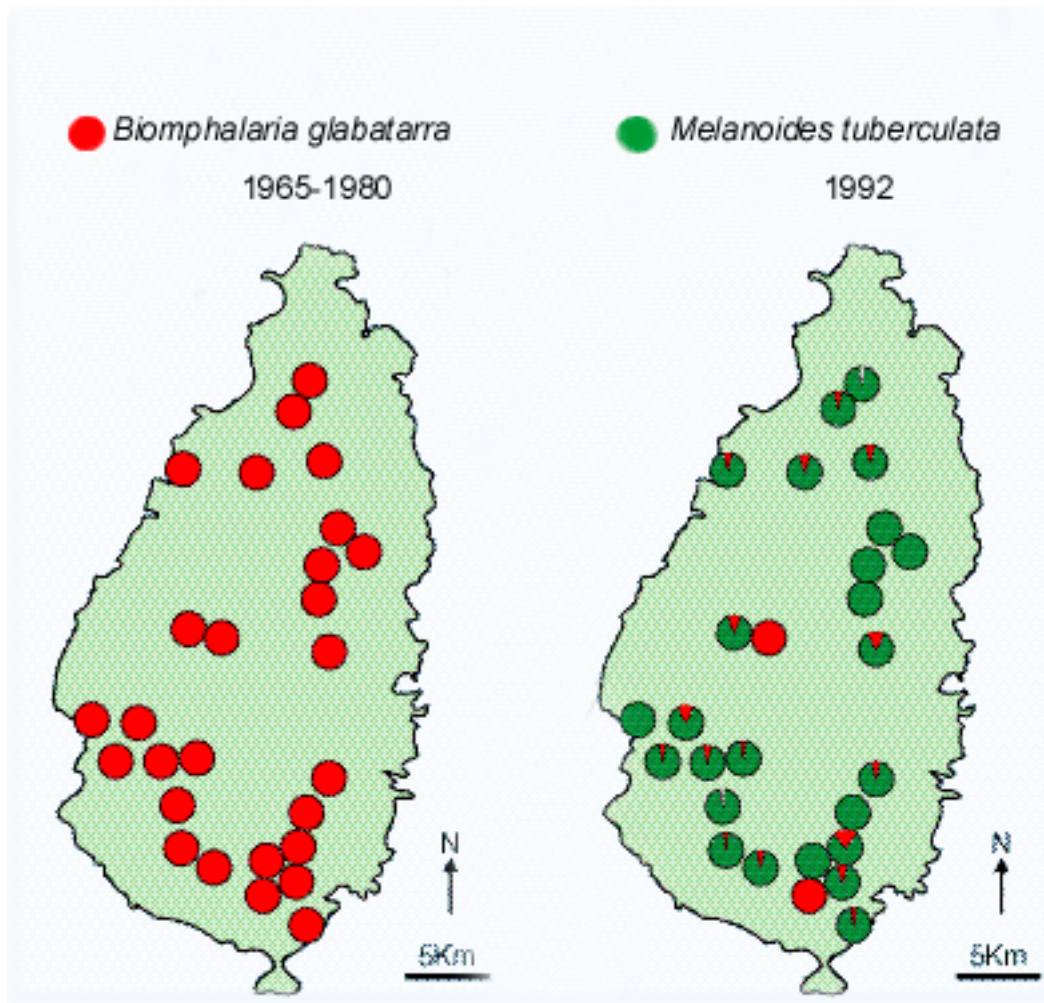 Biomphalaria glabatarra
1965-1980
Melanoides tuberculata
1992
N
5Km
N
5Km